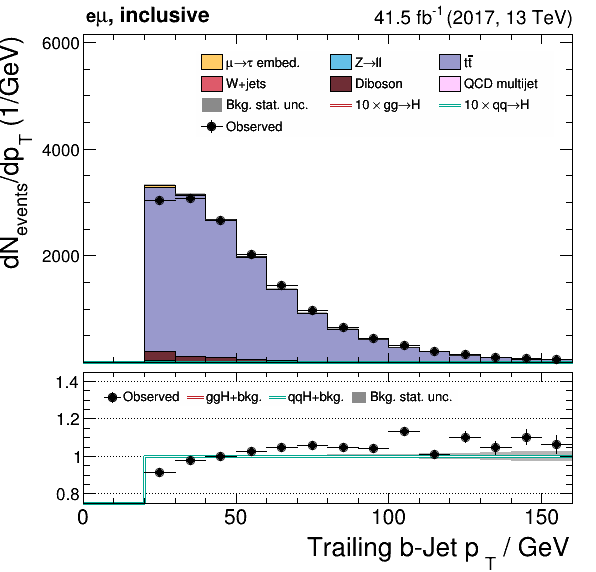 eμ, inclusive 41.5 fb⁻¹ (2017, 13 TeV)
dN_events/dp_T (1/GeV)
6000
4000
2000
μ→τ embed. Z→ll tt̄
W+jets Diboson QCD multijet
Bkg. stat. unc. 10 × gg→H 10 × qq→H
Observed
1.4
1.2
1
0.8
Observed ggH+bkg. qqH+bkg. Bkg. stat. unc.
0 50 100 150
Trailing b-Jet p_T / GeV